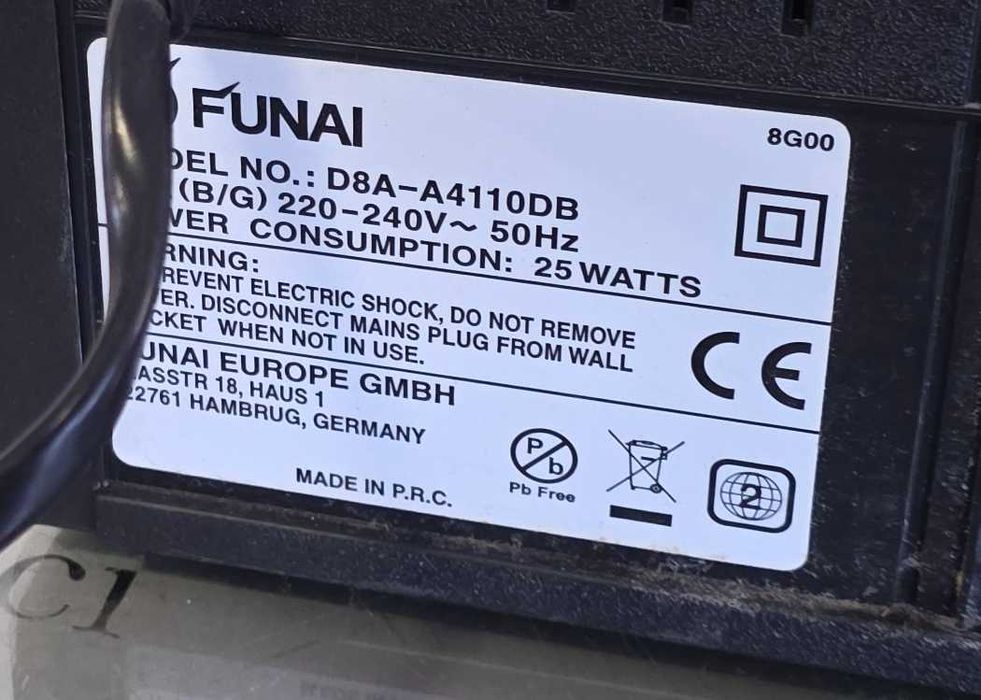 FUNAI
8G00
DEL NO.: D8A-A4110DB
(B/G) 220-240V~ 50Hz
WER CONSUMPTION: 25 WATTS
RNING:
REVENT ELECTRIC SHOCK, DO NOT REMOVE
ER. DISCONNECT MAINS PLUG FROM WALL
CKET WHEN NOT IN USE.
UNAI EUROPE GMBH
ASSTR 18, HAUS 1
22761 HAMBRUG, GERMANY
MADE IN P.R.C.
Pb
Pb Free
2
CE
CI